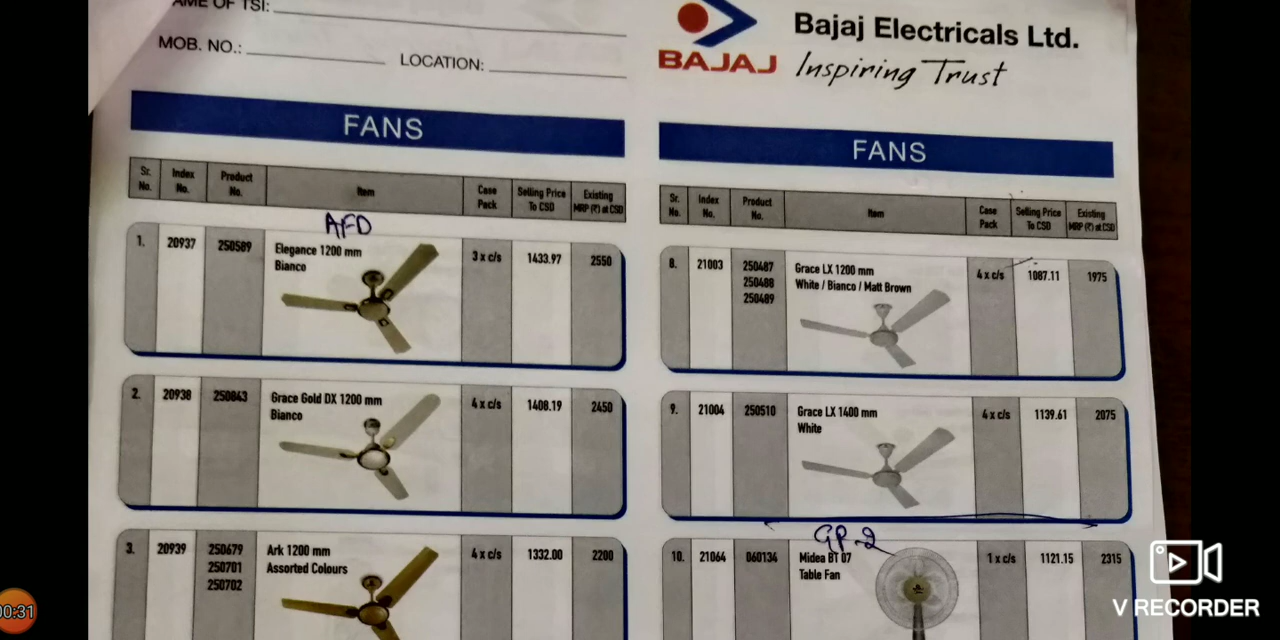 NAME OF TSI:
MOB. NO.:
LOCATION:
BAJAJ
Bajaj Electricals Ltd.
Inspiring Trust
FANS
Sr. No. Index No. Product No. Item Case Pack Selling Price To CSD Existing MRP (₹) at CSD
AFD
1. 20937 250589 Elegance 1200 mm 3 x c/s 1433.97 2550
Bianco
2. 20938 250843 Grace Gold DX 1200 mm 4 x c/s 1408.19 2450
Bianco
3. 20939 250679 Ark 1200 mm 4 x c/s 1332.00 2200
250701 Assorted Colours
250702
FANS
Sr. No. Index No. Product No. Item Case Pack Selling Price To CSD Existing MRP (₹) at CSD
8. 21003 250487 Grace LX 1200 mm 4 x c/s 1087.11 1975
250488 White / Bianco / Matt Brown
250489
9. 21004 250510 Grace LX 1400 mm 4 x c/s 1139.61 2075
White
GP-2
10. 21064 060134 Midea BT 07 1 x c/s 1121.15 2315
Table Fan
00:31
V RECORDER